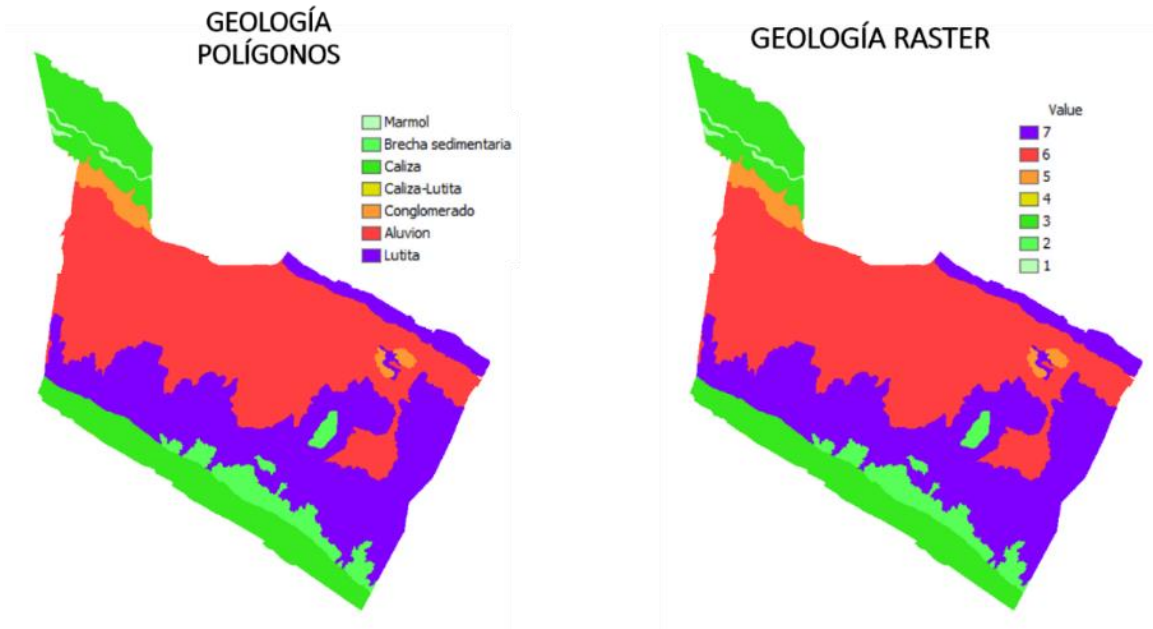 GEOLOGÍA
POLÍGONOS
Marmol
Brecha sedimentaria
Caliza
Caliza-Lutita
Conglomerado
Aluvion
Lutita
GEOLOGÍA RASTER
Value
7
6
5
4
3
2
1